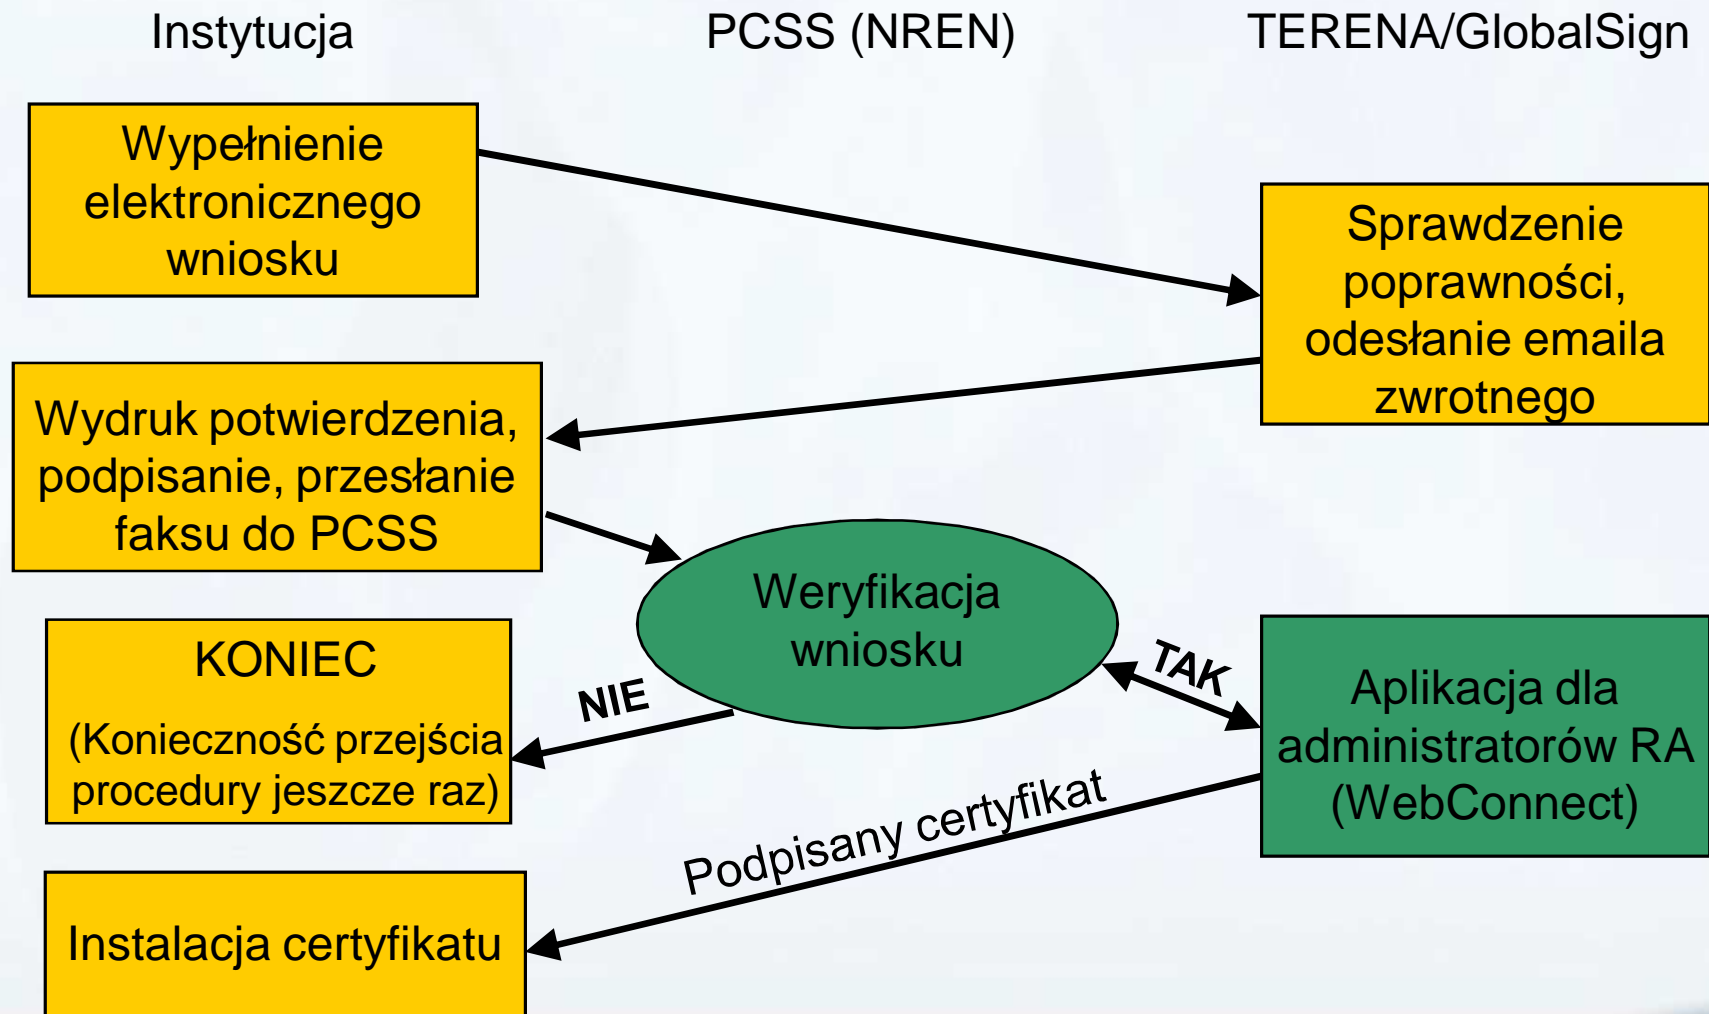 Instytucja
PCSS (NREN)
TERENA/GlobalSign
Wypełnienie
elektronicznego
wniosku
Sprawdzenie
poprawności,
odesłanie emaila
zwrotnego
Wydruk potwierdzenia,
podpisanie, przesłanie
faksu do PCSS
Weryfikacja
wniosku
NIE
TAK
KONIEC
(Konieczność przejścia
procedury jeszcze raz)
Aplikacja dla
administratorów RA
(WebConnect)
Podpisany certyfikat
Instalacja certyfikatu